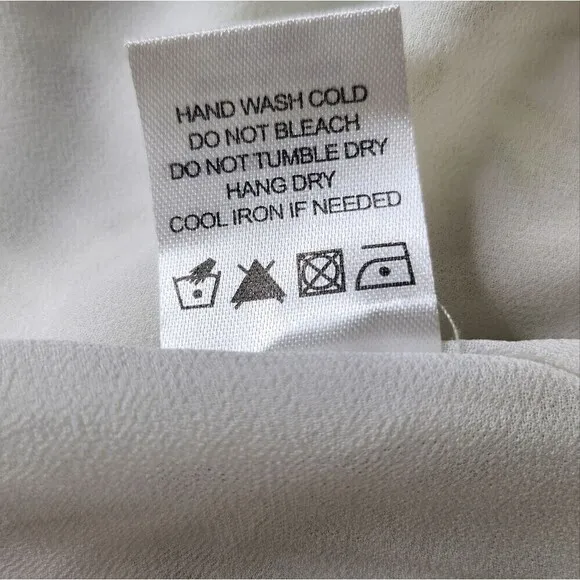 HAND WASH COLD
DO NOT BLEACH
DO NOT TUMBLE DRY
HANG DRY
COOL IRON IF NEEDED